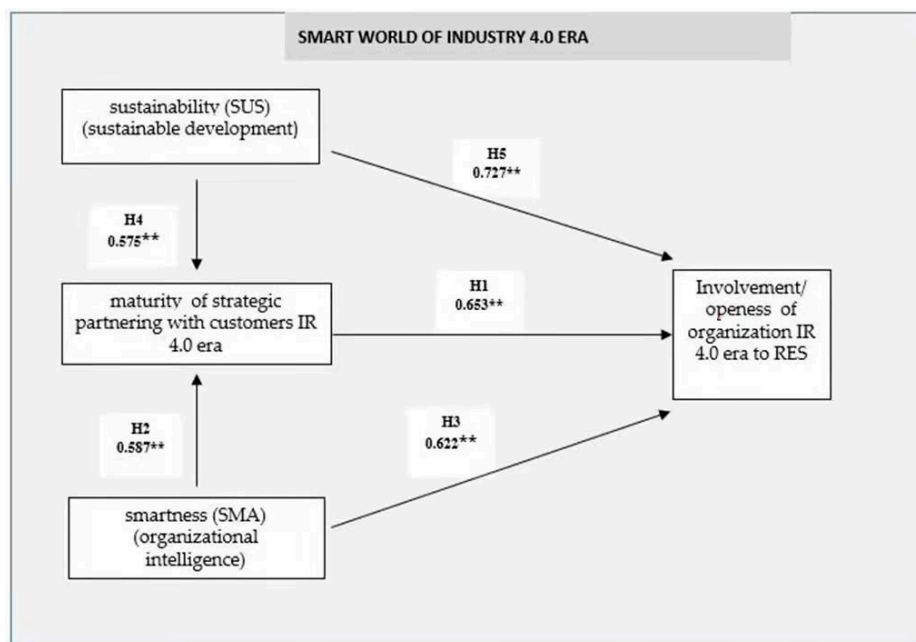 SMART WORLD OF INDUSTRY 4.0 ERA
sustainability (SUS)
(sustainable development)
H5
0.727**
H4
0.575**
maturity of strategic
partnering with customers IR
4.0 era
H1
0.653**
Involvement/
openess of
organization IR
4.0 era to RES
H2
0.587**
H3
0.622**
smartness (SMA)
(organizational
intelligence)